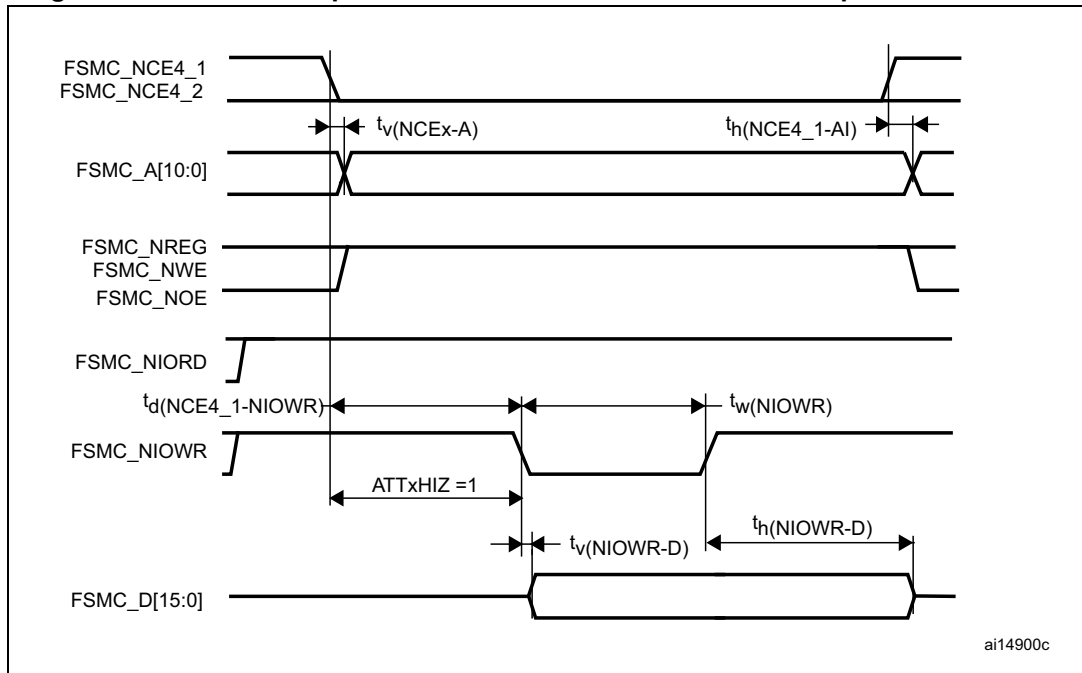 FSMC_NCE4_1
FSMC_NCE4_2
tv(NCEx-A)
th(NCE4_1-AI)
FSMC_A[10:0]
FSMC_NREG
FSMC_NWE
FSMC_NOE
FSMC_NIORD
td(NCE4_1-NIOWR)
tw(NIOWR)
FSMC_NIOWR
ATTxHIZ =1
th(NIOWR-D)
tv(NIOWR-D)
FSMC_D[15:0]
ai14900c